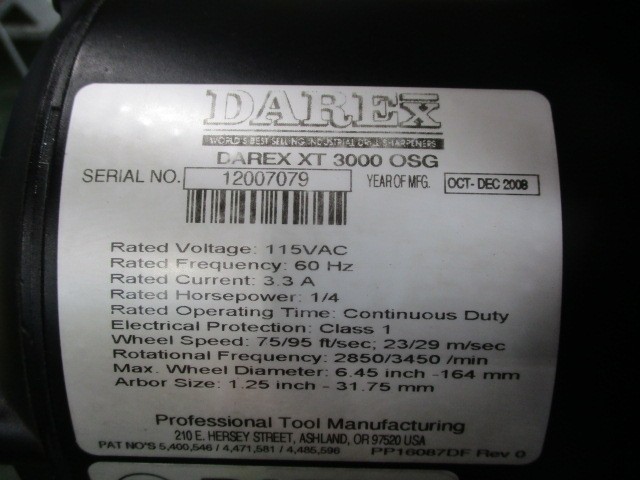 DAREX
WORLD'S BEST SELLING INDUSTRIAL DRILL SHARPENERS
DAREX XT 3000 OSG
SERIAL NO. 12007079 YEAR OF MFG. OCT- DEC 2008
Rated Voltage: 115VAC
Rated Frequency: 60 Hz
Rated Current: 3.3 A
Rated Horsepower: 1/4
Rated Operating Time: Continuous Duty
Electrical Protection: Class 1
Wheel Speed: 75/95 ft/sec; 23/29 m/sec
Rotational Frequency: 2850/3450 /min
Max. Wheel Diameter: 6.45 inch -164 mm
Arbor Size: 1.25 inch - 31.75 mm
Professional Tool Manufacturing
210 E. HERSEY STREET, ASHLAND, OR 97520 USA
PAT NO'S 5,400,546 / 4,471,581 / 4,485,596 PP16087DF Rev 0